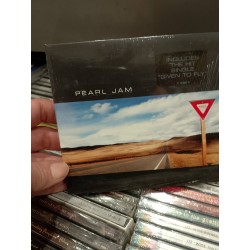 INCLUDES
THE HIT
SINGLE
"GIVEN TO FLY"
PEARL JAM